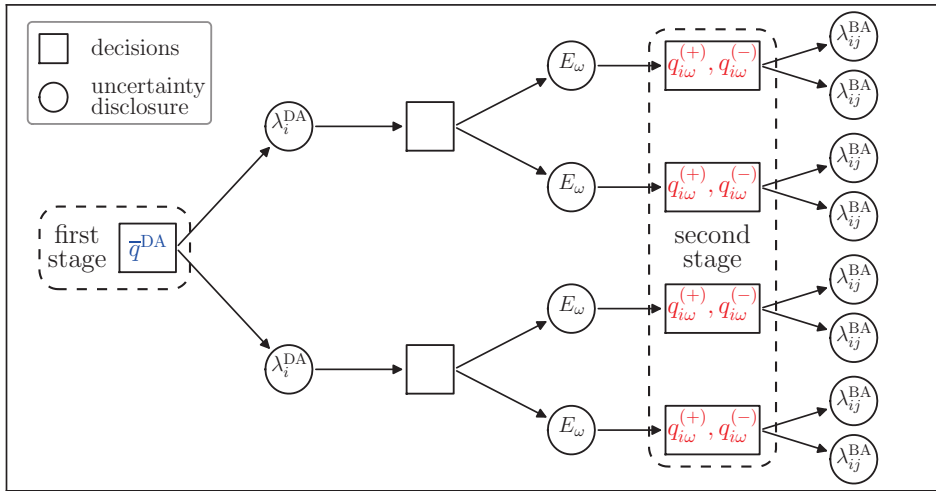 decisions
uncertainty
disclosure
first
stage
q̅^DA
λ_i^DA
λ_i^DA
E_ω
E_ω
E_ω
E_ω
q_iω^(+), q_iω^(−)
q_iω^(+), q_iω^(−)
second
stage
q_iω^(+), q_iω^(−)
q_iω^(+), q_iω^(−)
λ_ij^BA
λ_ij^BA
λ_ij^BA
λ_ij^BA
λ_ij^BA
λ_ij^BA
λ_ij^BA
λ_ij^BA